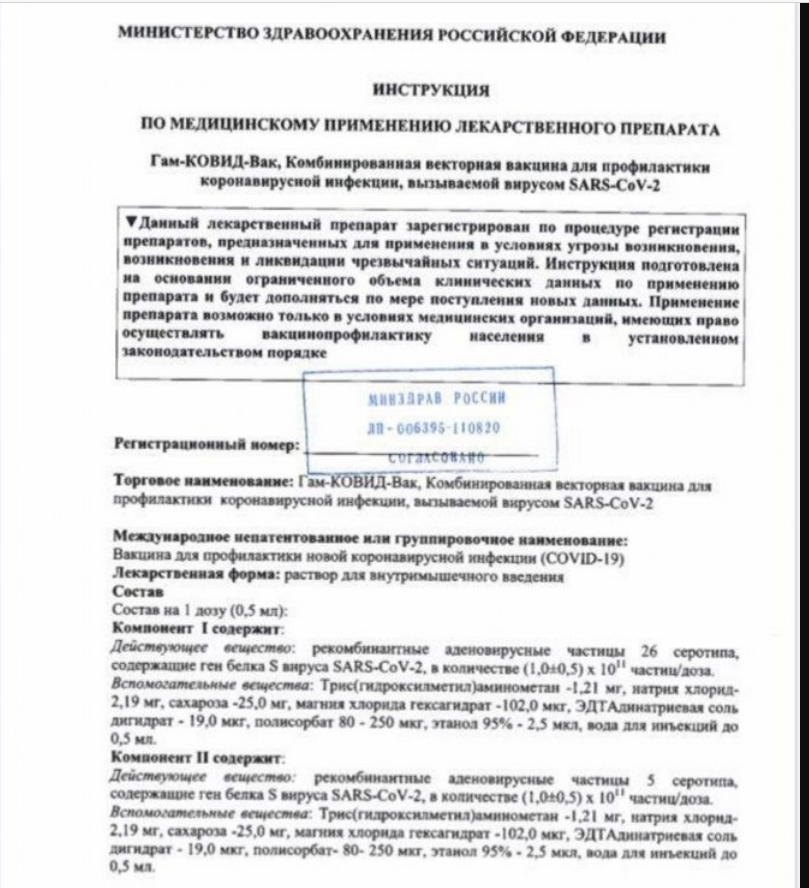 МИНИСТЕРСТВО ЗДРАВООХРАНЕНИЯ РОССИЙСКОЙ ФЕДЕРАЦИИ
ИНСТРУКЦИЯ
ПО МЕДИЦИНСКОМУ ПРИМЕНЕНИЮ ЛЕКАРСТВЕННОГО ПРЕПАРАТА
Гам-КОВИД-Вак, Комбинированная векторная вакцина для профилактики
коронавирусной инфекции, вызываемой вирусом SARS-CoV-2
▼Данный лекарственный препарат зарегистрирован по процедуре регистрации
препаратов, предназначенных для применения в условиях угрозы возникновения,
возникновения и ликвидации чрезвычайных ситуаций. Инструкция подготовлена
на основании ограниченного объема клинических данных по применению
препарата и будет дополняться по мере поступления новых данных. Применение
препарата возможно только в условиях медицинских организаций, имеющих право
осуществлять вакцинопрофилактику населения в установленном
законодательством порядке
МИНЗДРАВ РОССИИ
ЛП-006395-110820
СОГЛАСОВАНО
Регистрационный номер:
Торговое наименование: Гам-КОВИД-Вак, Комбинированная векторная вакцина для
профилактики коронавирусной инфекции, вызываемой вирусом SARS-CoV-2
Международное непатентованное или группировочное наименование:
Вакцина для профилактики новой коронавирусной инфекции (COVID-19)
Лекарственная форма: раствор для внутримышечного введения
Состав
Состав на 1 дозу (0,5 мл):
Компонент I содержит:
Действующее вещество: рекомбинантные аденовирусные частицы 26 серотипа,
содержащие ген белка S вируса SARS-CoV-2, в количестве (1,0±0,5) х 10¹¹ частиц/доза.
Вспомогательные вещества: Трис(гидроксилметил)аминометан -1,21 мг, натрия хлорид-
2,19 мг, сахароза -25,0 мг, магния хлорида гексагидрат -102,0 мкг, ЭДТАдинатриевая соль
дигидрат - 19,0 мкг, полисорбат 80 - 250 мкг, этанол 95% - 2,5 мкл, вода для инъекций до
0,5 мл.
Компонент II содержит:
Действующее вещество: рекомбинантные аденовирусные частицы 5 серотипа,
содержащие ген белка S вируса SARS-CoV-2, в количестве (1,0±0,5) х 10¹¹ частиц/доза.
Вспомогательные вещества: Трис(гидроксилметил)аминометан -1,21 мг, натрия хлорид-
2,19 мг, сахароза -25,0 мг, магния хлорида гексагидрат -102,0 мкг, ЭДТАдинатриевая соль
дигидрат - 19,0 мкг, полисорбат- 80- 250 мкг, этанол 95% - 2,5 мкл, вода для инъекций до
0,5 мл.